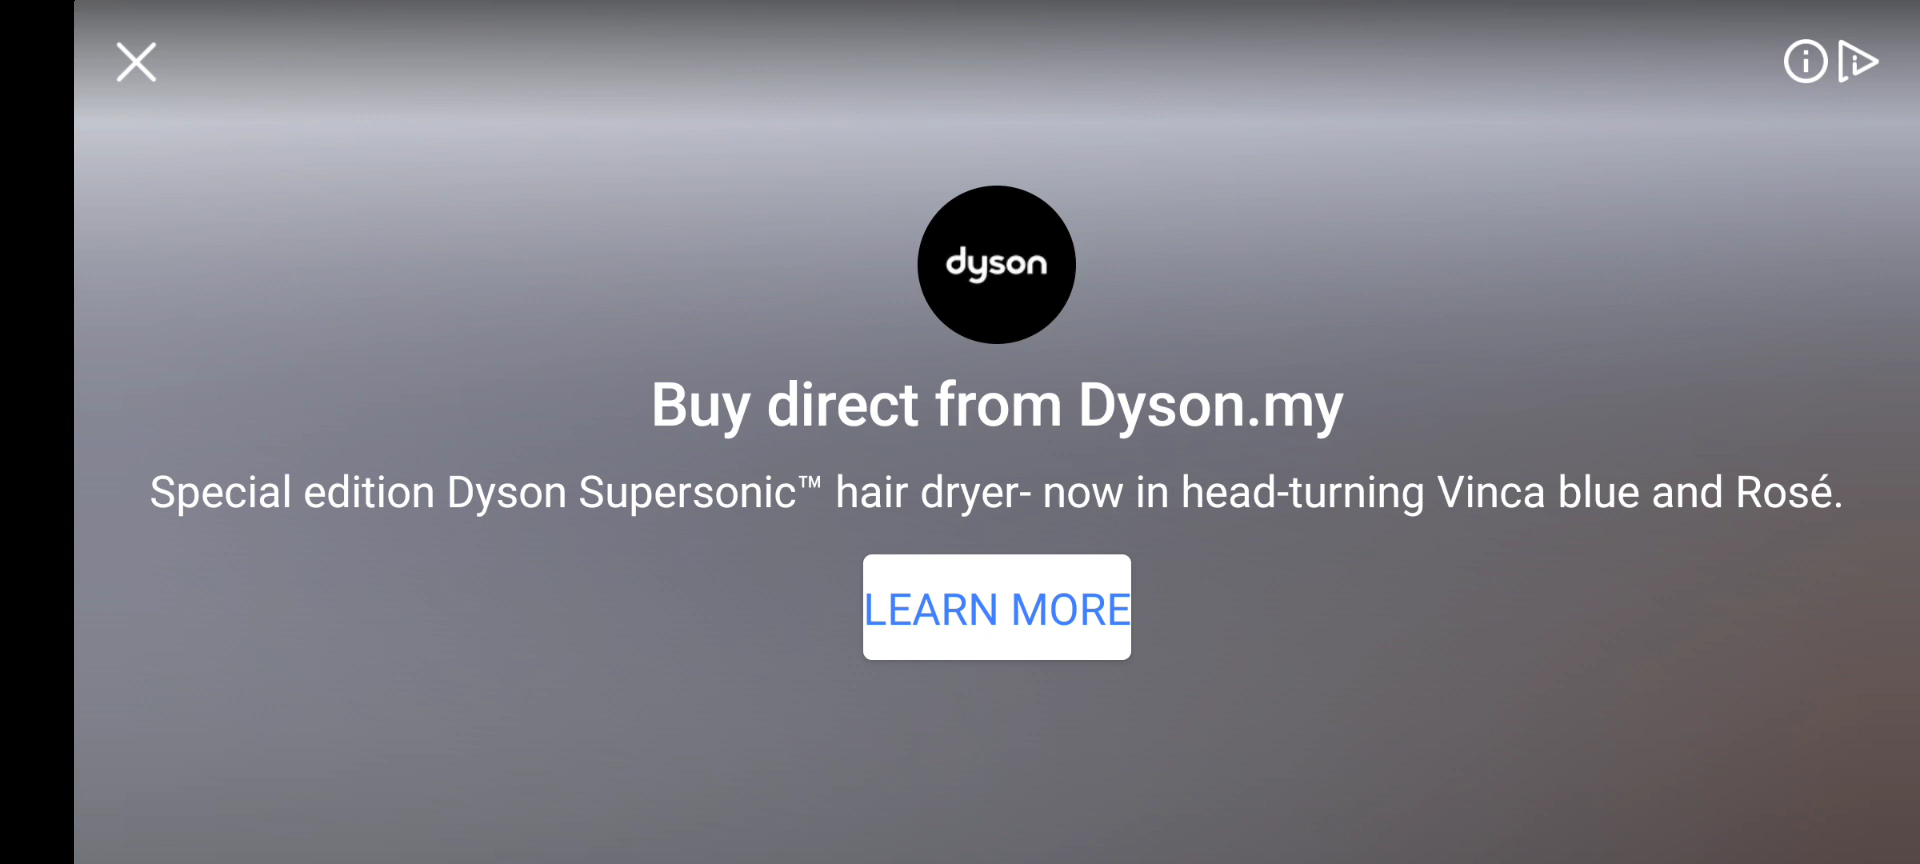 dyson
Buy direct from Dyson.my
Special edition Dyson Supersonic™ hair dryer- now in head-turning Vinca blue and Rosé.
LEARN MORE